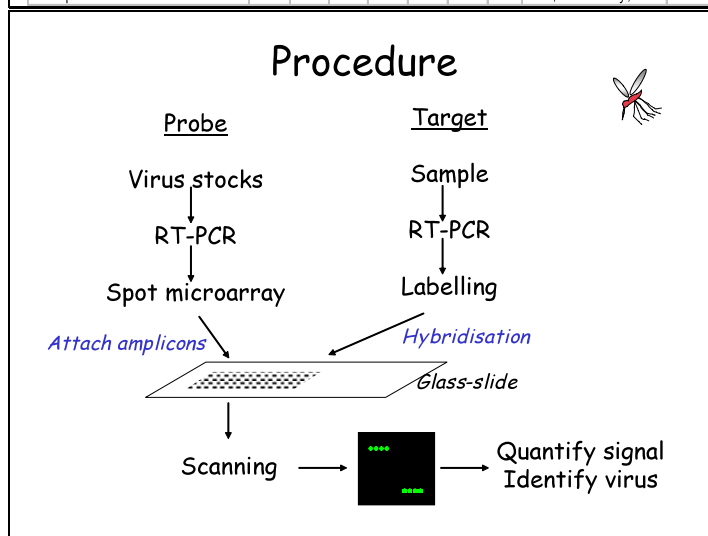 Procedure
Probe
Target
Virus stocks
Sample
RT-PCR
RT-PCR
Spot microarray
Labelling
Attach amplicons
Hybridisation
Glass-slide
Scanning
Quantify signal
Identify virus